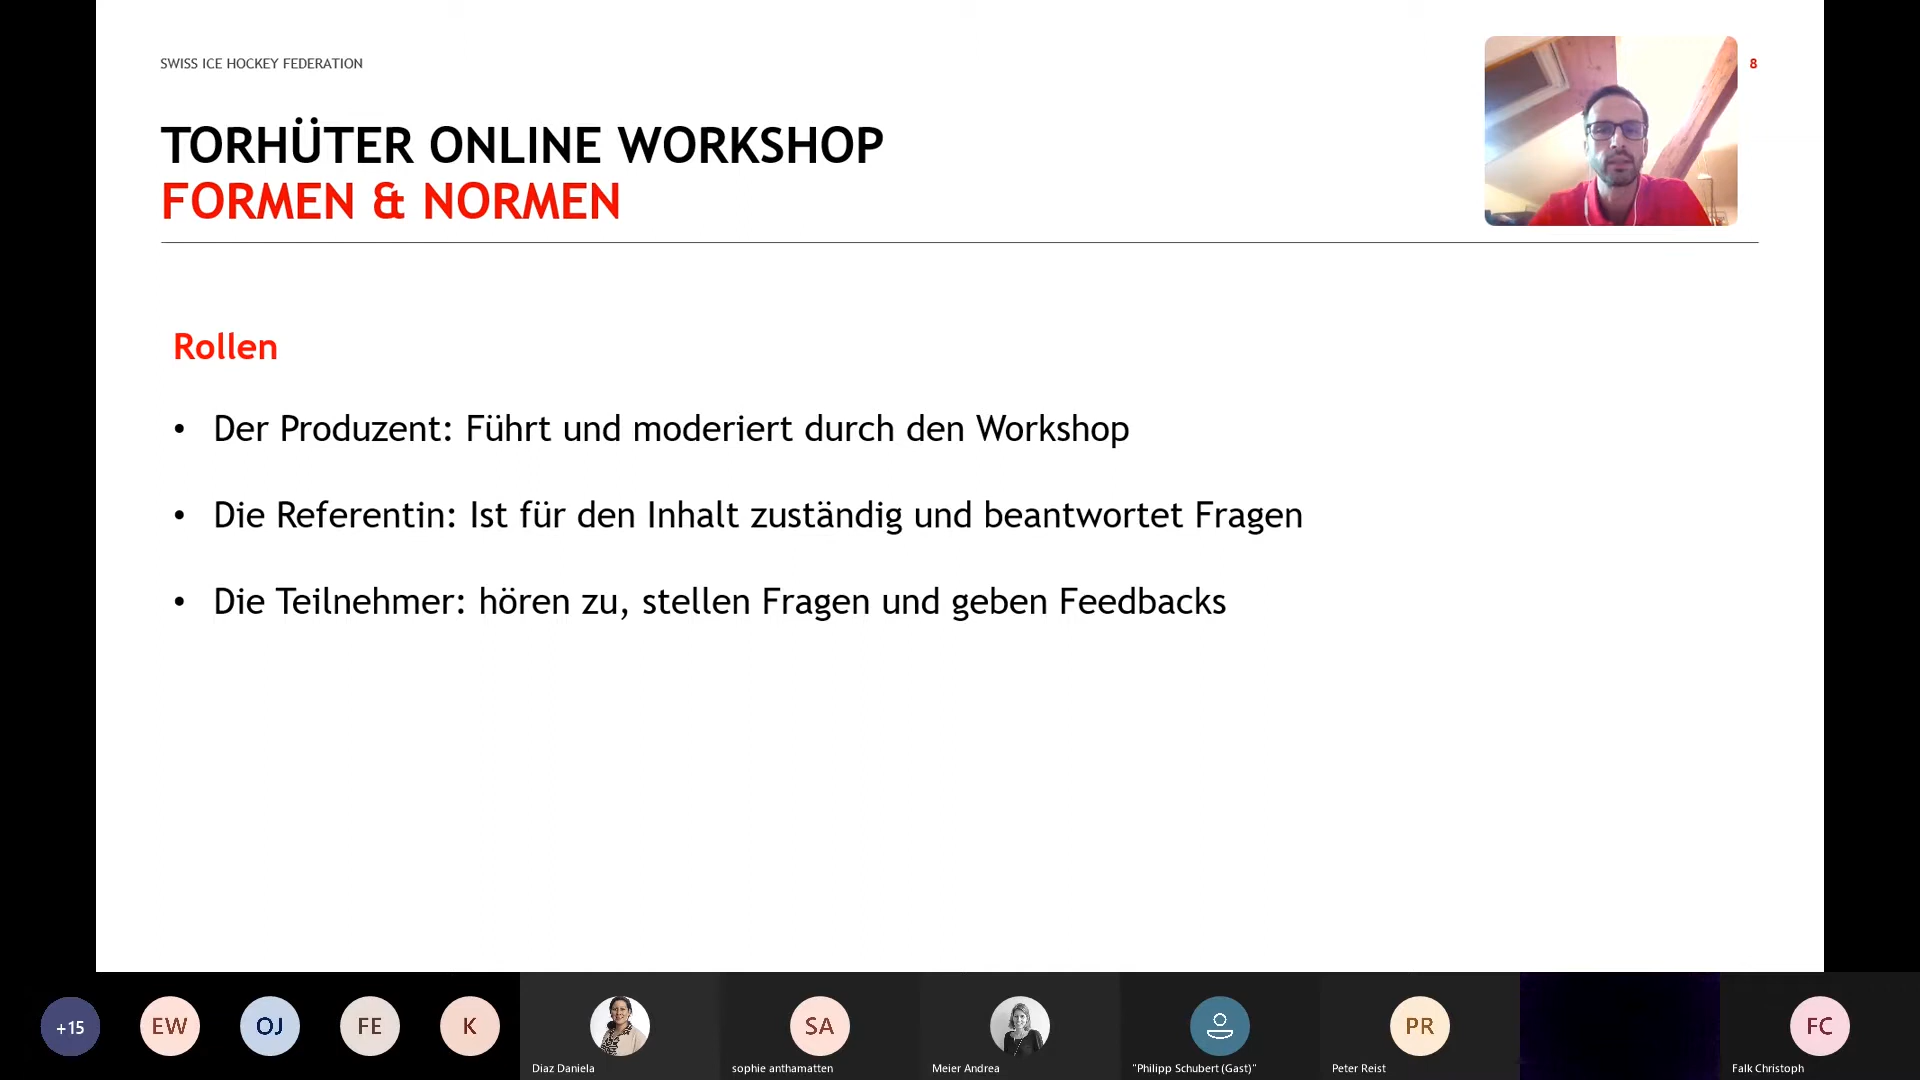 SWISS ICE HOCKEY FEDERATION
8
TORHÜTER ONLINE WORKSHOP
FORMEN & NORMEN
Rollen
• Der Produzent: Führt und moderiert durch den Workshop
• Die Referentin: Ist für den Inhalt zuständig und beantwortet Fragen
• Die Teilnehmer: hören zu, stellen Fragen und geben Feedbacks
+15
EW
OJ
FE
K
SA
PR
FC
Diaz Daniela
sophie anthamatten
Meier Andrea
"Philipp Schubert (Gast)"
Peter Reist
Falk Christoph